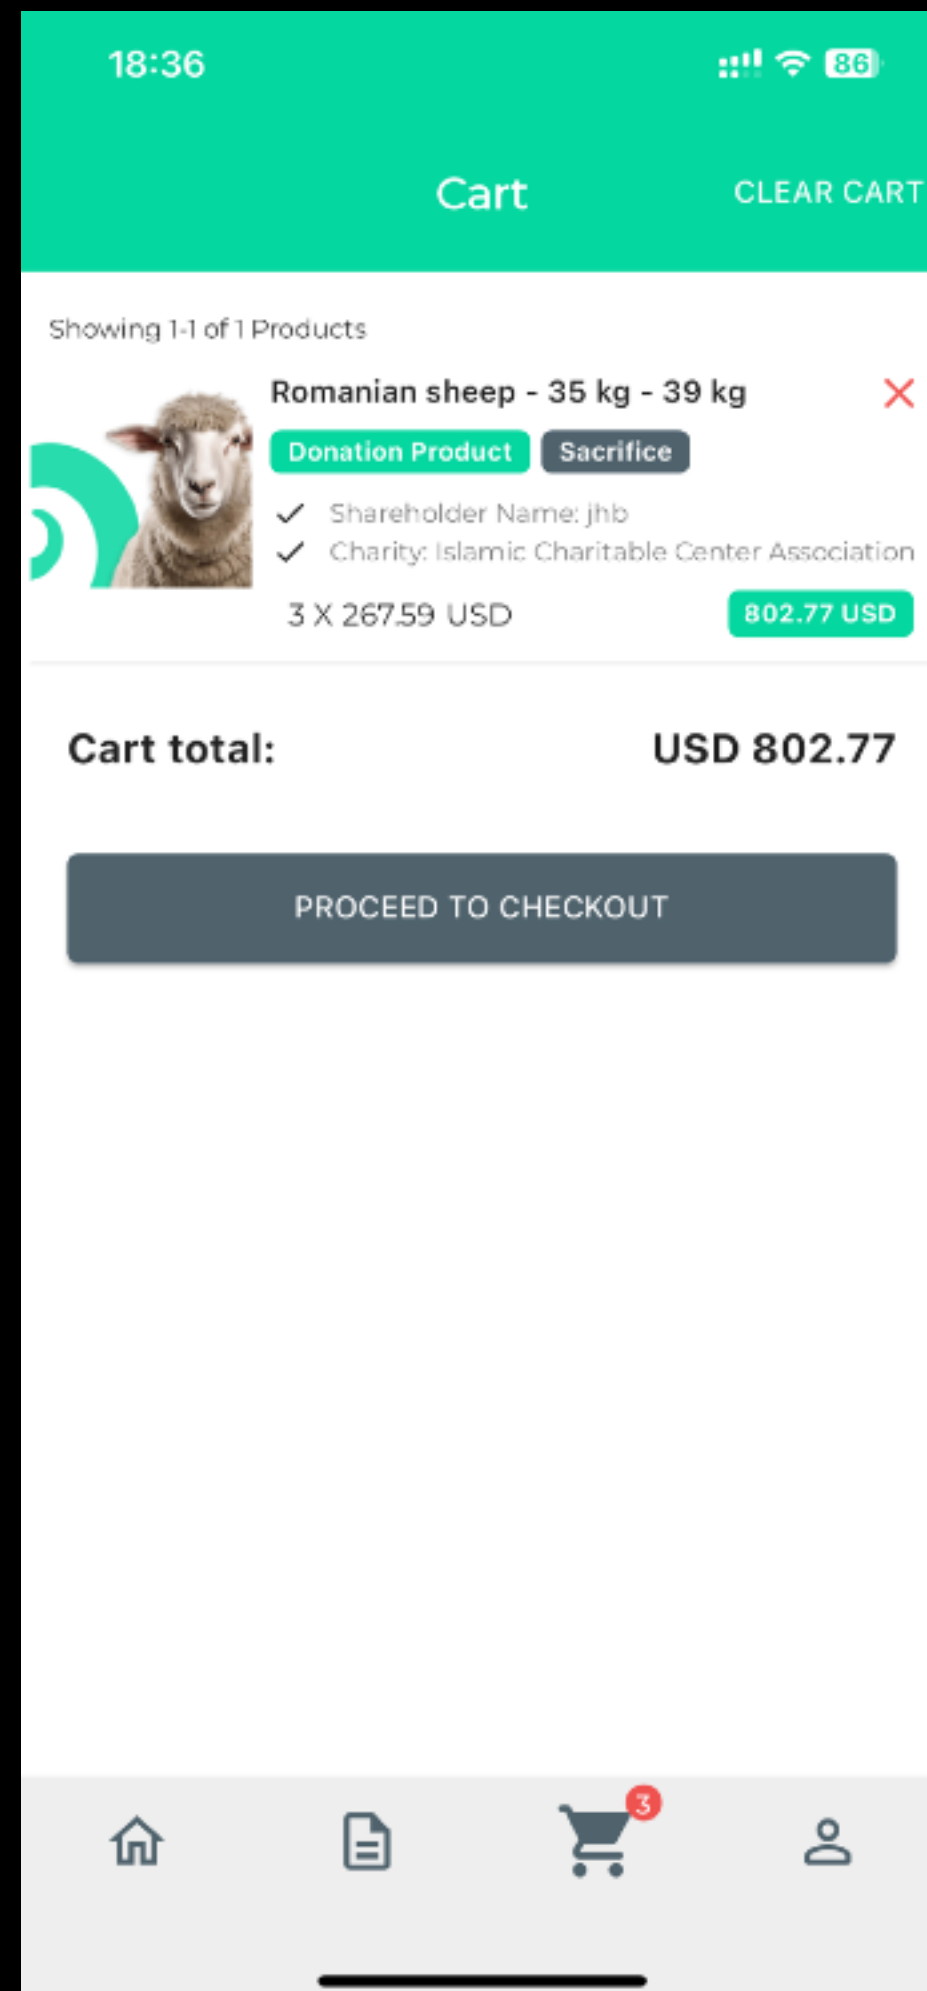 18:36
86
Cart
CLEAR CART
Showing 1-1 of 1 Products
Romanian sheep - 35 kg - 39 kg
Donation Product
Sacrifice
Shareholder Name: jhb
Charity: Islamic Charitable Center Association
3 X 267.59 USD
802.77 USD
Cart total:
USD 802.77
PROCEED TO CHECKOUT
3